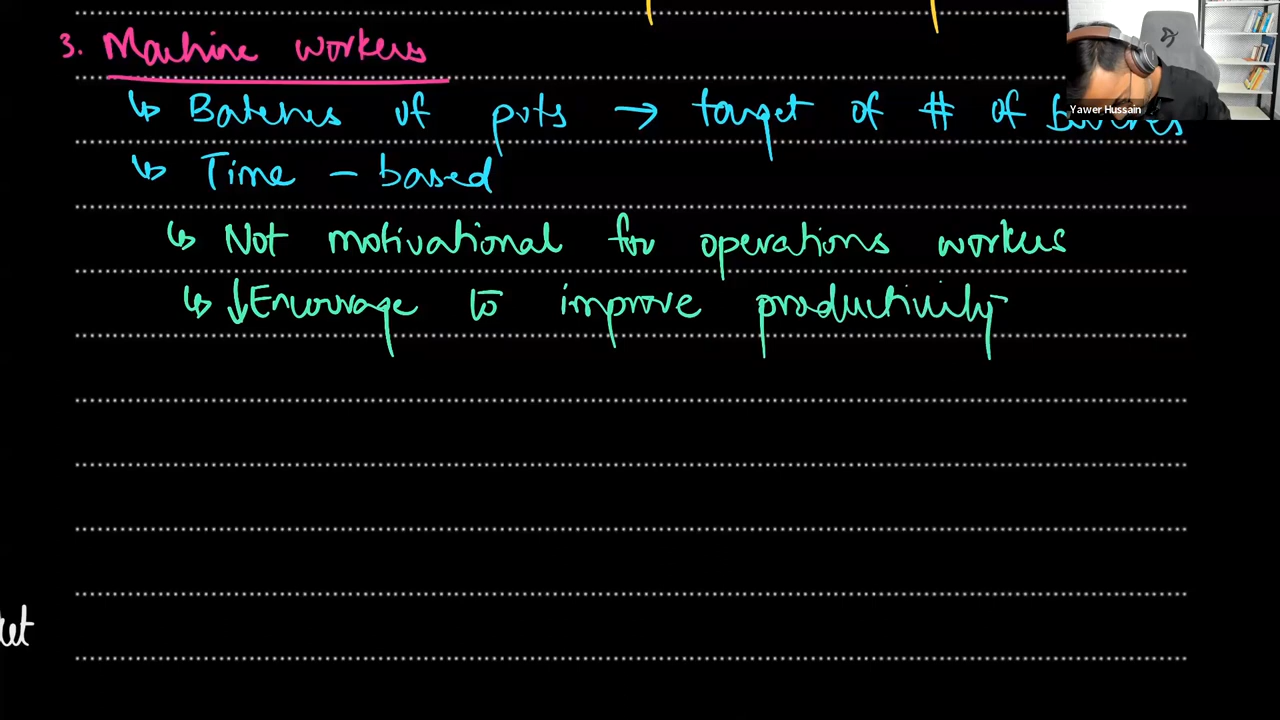 3. Machine workers
↳ Batches of pots → target of # of batches
Yawer Hussain
↳ Time - based
↳ Not motivational for operations workers
↳ ↓ Encourage to improve productivity